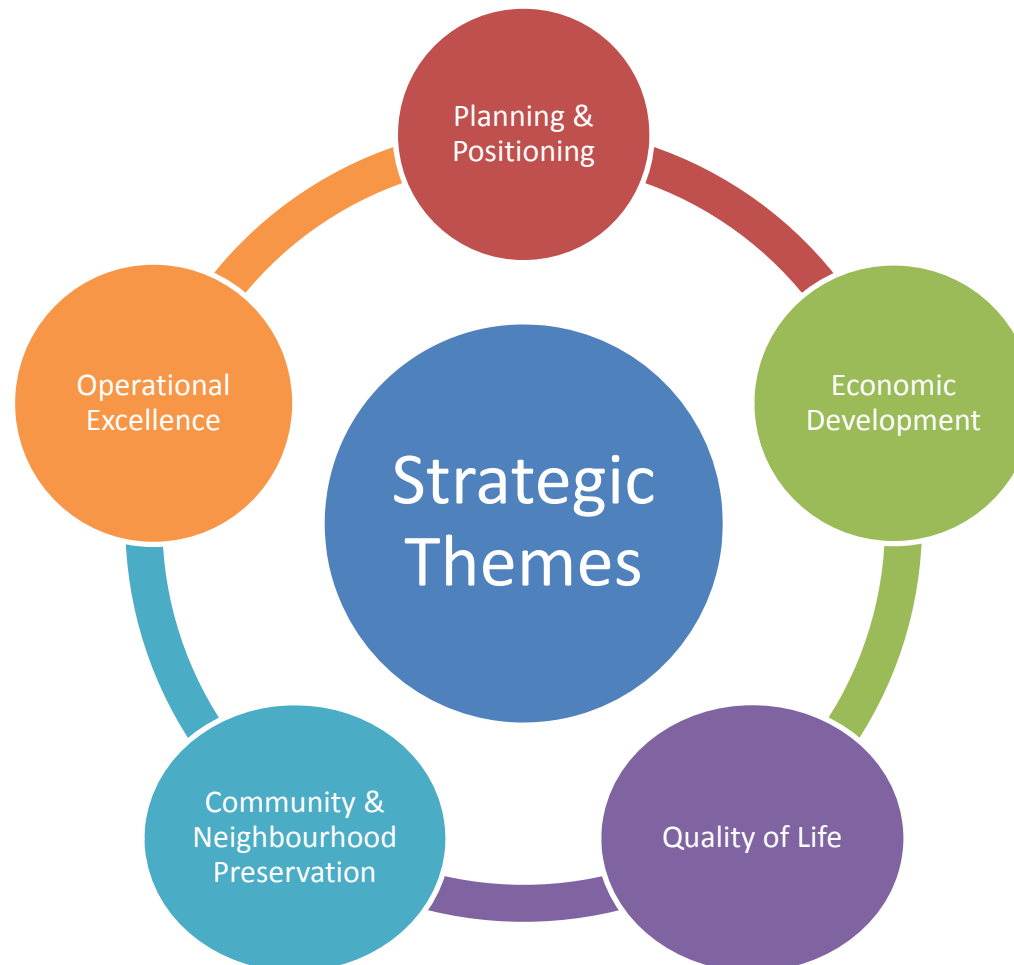 Planning &
Positioning
Operational
Excellence
Economic
Development
Strategic
Themes
Community &
Neighbourhood
Preservation
Quality of Life